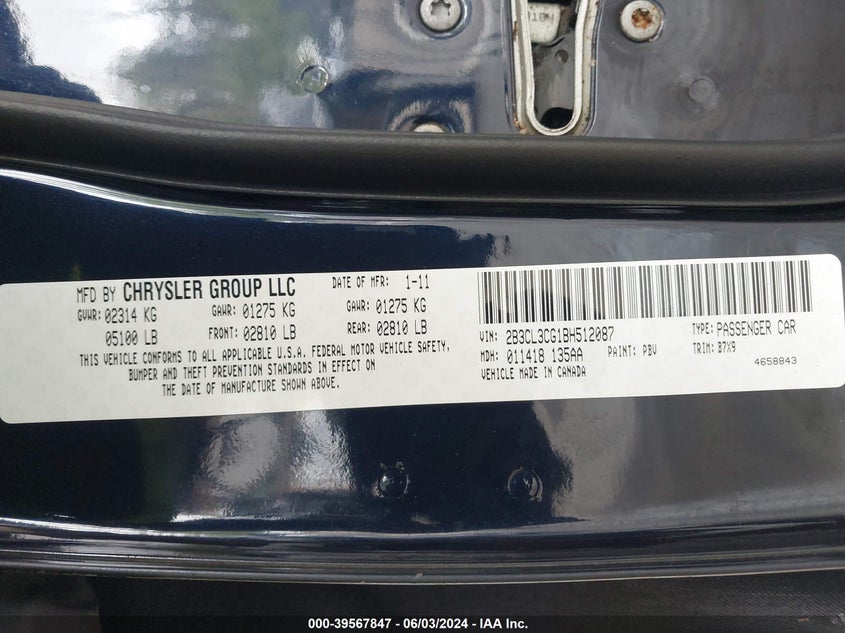 184
MFD BY CHRYSLER GROUP LLC
DATE OF MFR: 1-11
GVWR: 02314 KG GAWR: 01275 KG GAWR: 01275 KG
05100 LB FRONT: 02810 LB REAR: 02810 LB
THIS VEHICLE CONFORMS TO ALL APPLICABLE U.S.A. FEDERAL MOTOR VEHICLE SAFETY,
BUMPER AND THEFT PREVENTION STANDARDS IN EFFECT ON
THE DATE OF MANUFACTURE SHOWN ABOVE.
VIN: 2B3CL3CG1BH512087 TYPE: PASSENGER CAR
MDH: 011418 135AA PAINT: PBV TRIM: B7X9
VEHICLE MADE IN CANADA 4658843
000-39567847 - 06/03/2024 - IAA Inc.